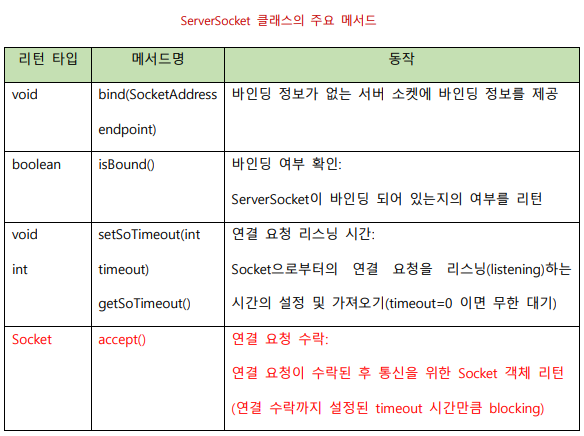 ServerSocket 클래스의 주요 메서드
리턴 타입 메서드명 동작
void bind(SocketAddress 바인딩 정보가 없는 서버 소켓에 바인딩 정보를 제공
endpoint)
boolean isBound() 바인딩 여부 확인:
ServerSocket이 바인딩 되어 있는지의 여부를 리턴
void setSoTimeout(int 연결 요청 리스닝 시간:
int timeout) Socket으로부터의 연결 요청을 리스닝(listening)하는
getSoTimeout() 시간의 설정 및 가져오기(timeout=0 이면 무한 대기)
Socket accept() 연결 요청 수락:
연결 요청이 수락된 후 통신을 위한 Socket 객체 리턴
(연결 수락까지 설정된 timeout 시간만큼 blocking)